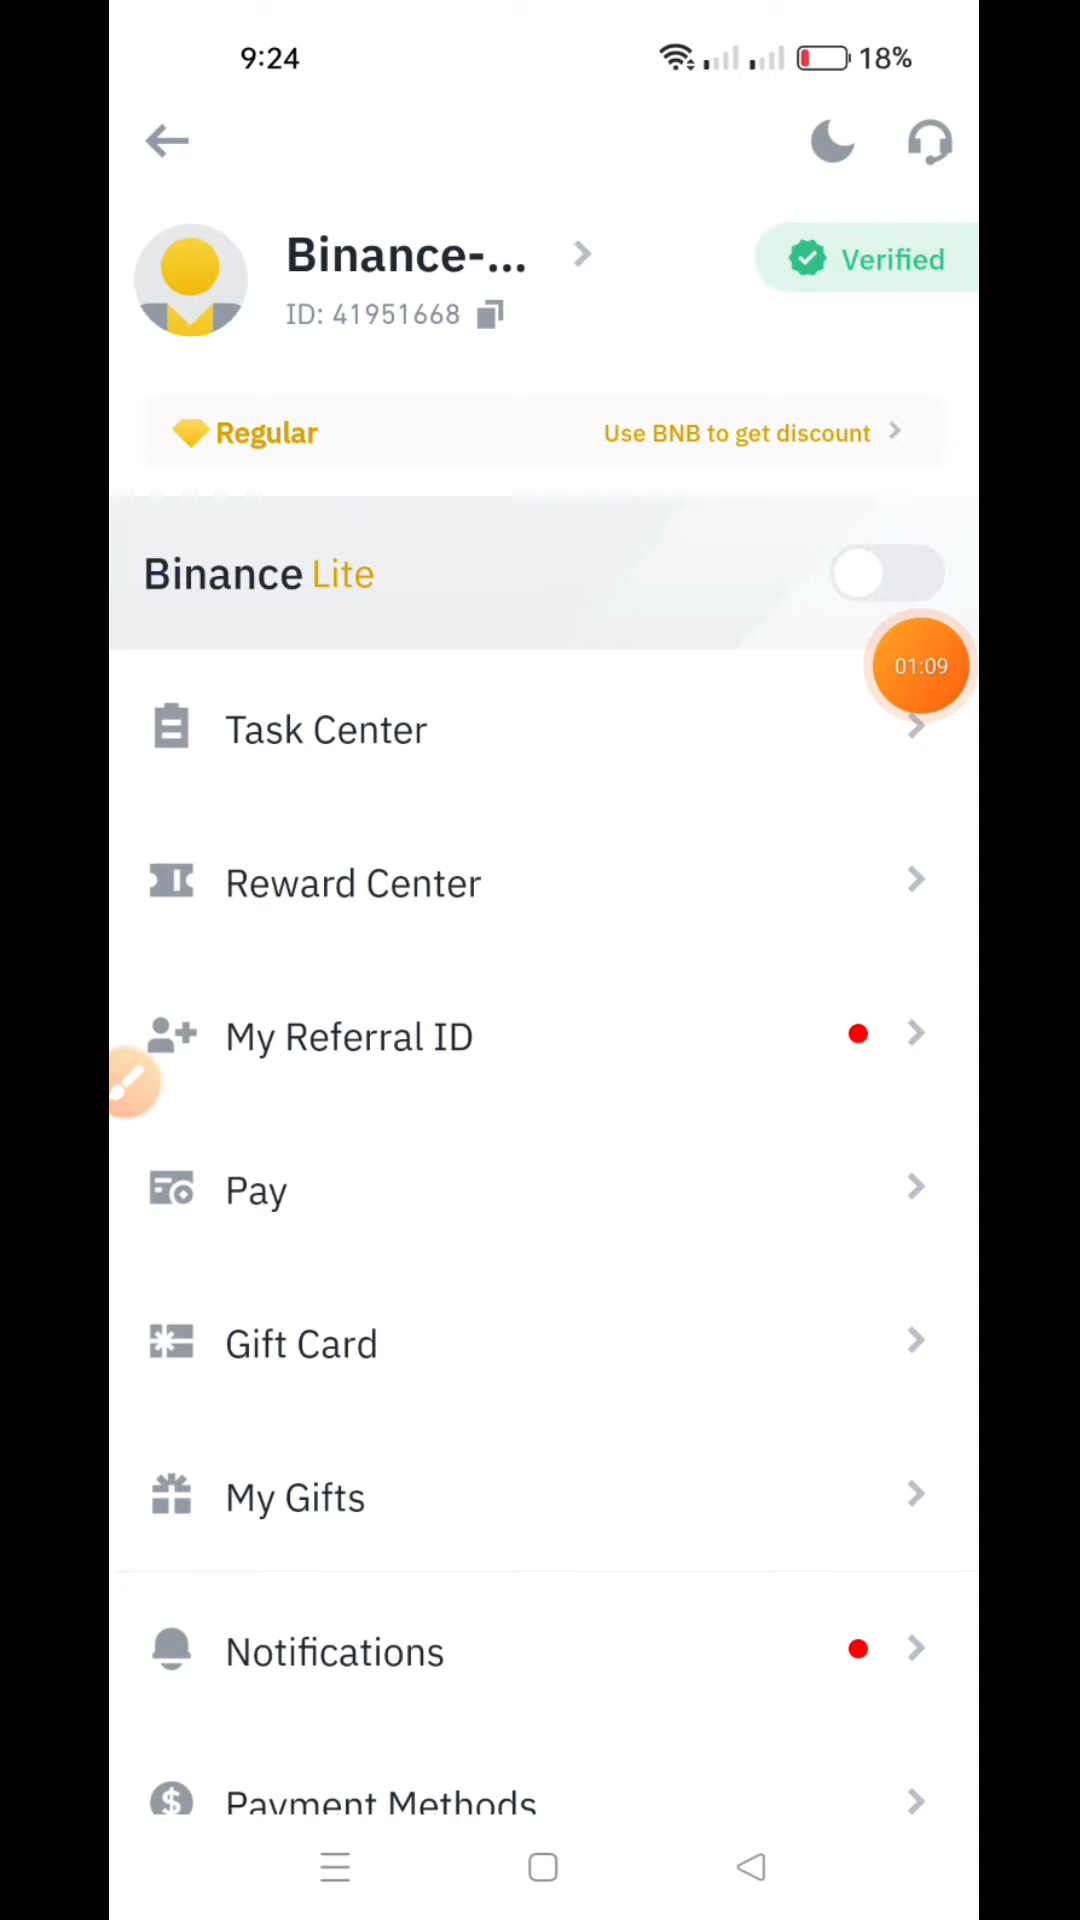 9:24
18%
Binance-...
Verified
ID: 41951668
Regular
Use BNB to get discount
Binance Lite
01:09
Task Center
Reward Center
My Referral ID
Pay
Gift Card
My Gifts
Notifications
Payment Methods